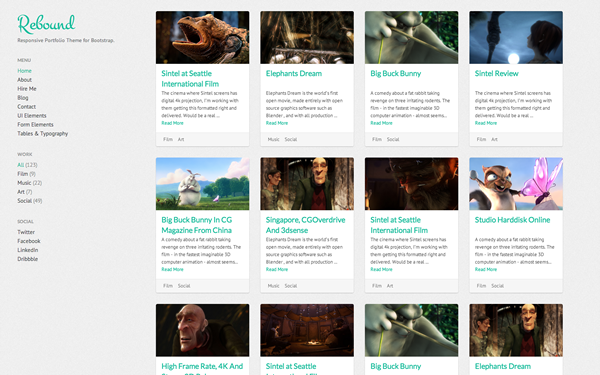 Rebound
Responsive Portfolio Theme for Bootstrap.
MENU
Home
About
Hire Me
Blog
Contact
UI Elements
Form Elements
Tables & Typography
WORK
All (123)
Film (9)
Music (22)
Art (7)
Social (49)
SOCIAL
Twitter
Facebook
LinkedIn
Dribbble
Sintel at Seattle
International Film
The cinema where Sintel screens has
digital 4k projection, I'm working with
them getting this formatted right and
delivered. Would be a real ...
Read More
Film Art
Elephants Dream
Elephants Dream is the world's first
open movie, made entirely with open
source graphics software such as
Blender , and with all production ...
Read More
Music Social
Big Buck Bunny
A comedy about a fat rabbit taking
revenge on three irritating rodents. The
film - in the fastest imaginable 3D
computer animation - almost seems...
Read More
Film Social
Sintel Review
The cinema where Sintel screens has
digital 4k projection, I'm working with
them getting this formatted right and
delivered. Would be a real ...
Read More
Film Art
Big Buck Bunny In CG
Magazine From China
A comedy about a fat rabbit taking
revenge on three irritating rodents. The
film - in the fastest imaginable 3D
computer animation - almost seems...
Read More
Film Social
Singapore, CGOverdrive
And 3dsense
Elephants Dream is the world's first
open movie, made entirely with open
source graphics software such as
Blender , and with all production ...
Read More
Music Social
Sintel at Seattle
International Film
The cinema where Sintel screens has
digital 4k projection, I'm working with
them getting this formatted right and
delivered. Would be a real ...
Read More
Film Art
Studio Harddisk Online
A comedy about a fat rabbit taking
revenge on three irritating rodents. The
film - in the fastest imaginable 3D
computer animation - almost seems...
Read More
Film Social
High Frame Rate, 4K And
Sintel at Seattle
Big Buck Bunny
Elephants Dream